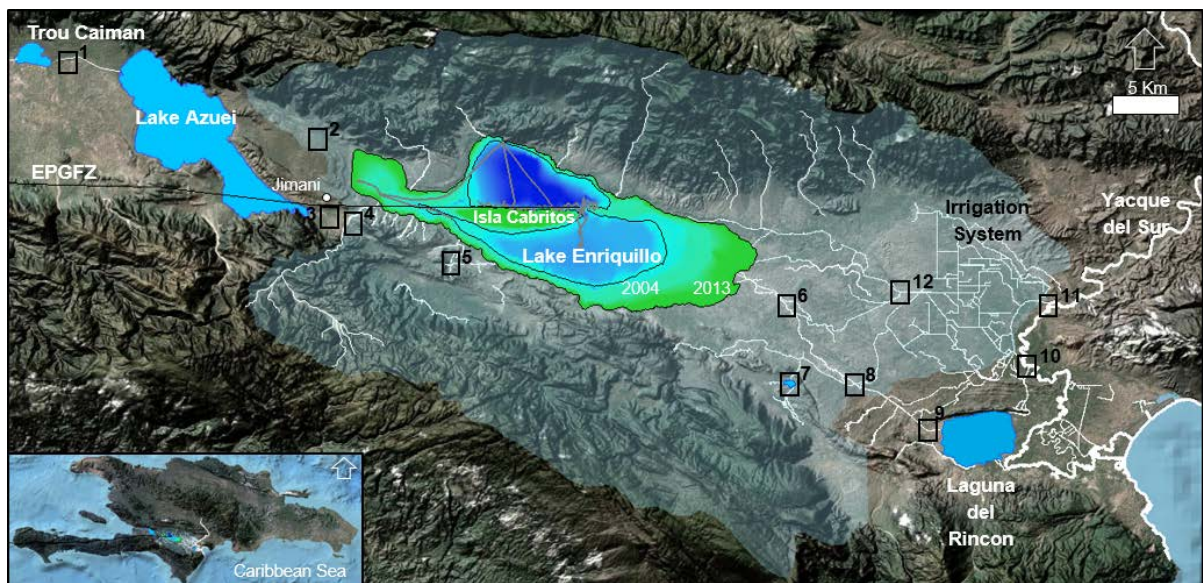 Trou Caiman
1
Lake Azuei
2
5 Km
EPGFZ
Jimani
3
4
Isla Cabritos
5
Lake Enriquillo
2004
2013
6
12
Irrigation
System
Yacque
del Sur
11
10
7
8
9
Laguna
del
Rincon
Caribbean Sea